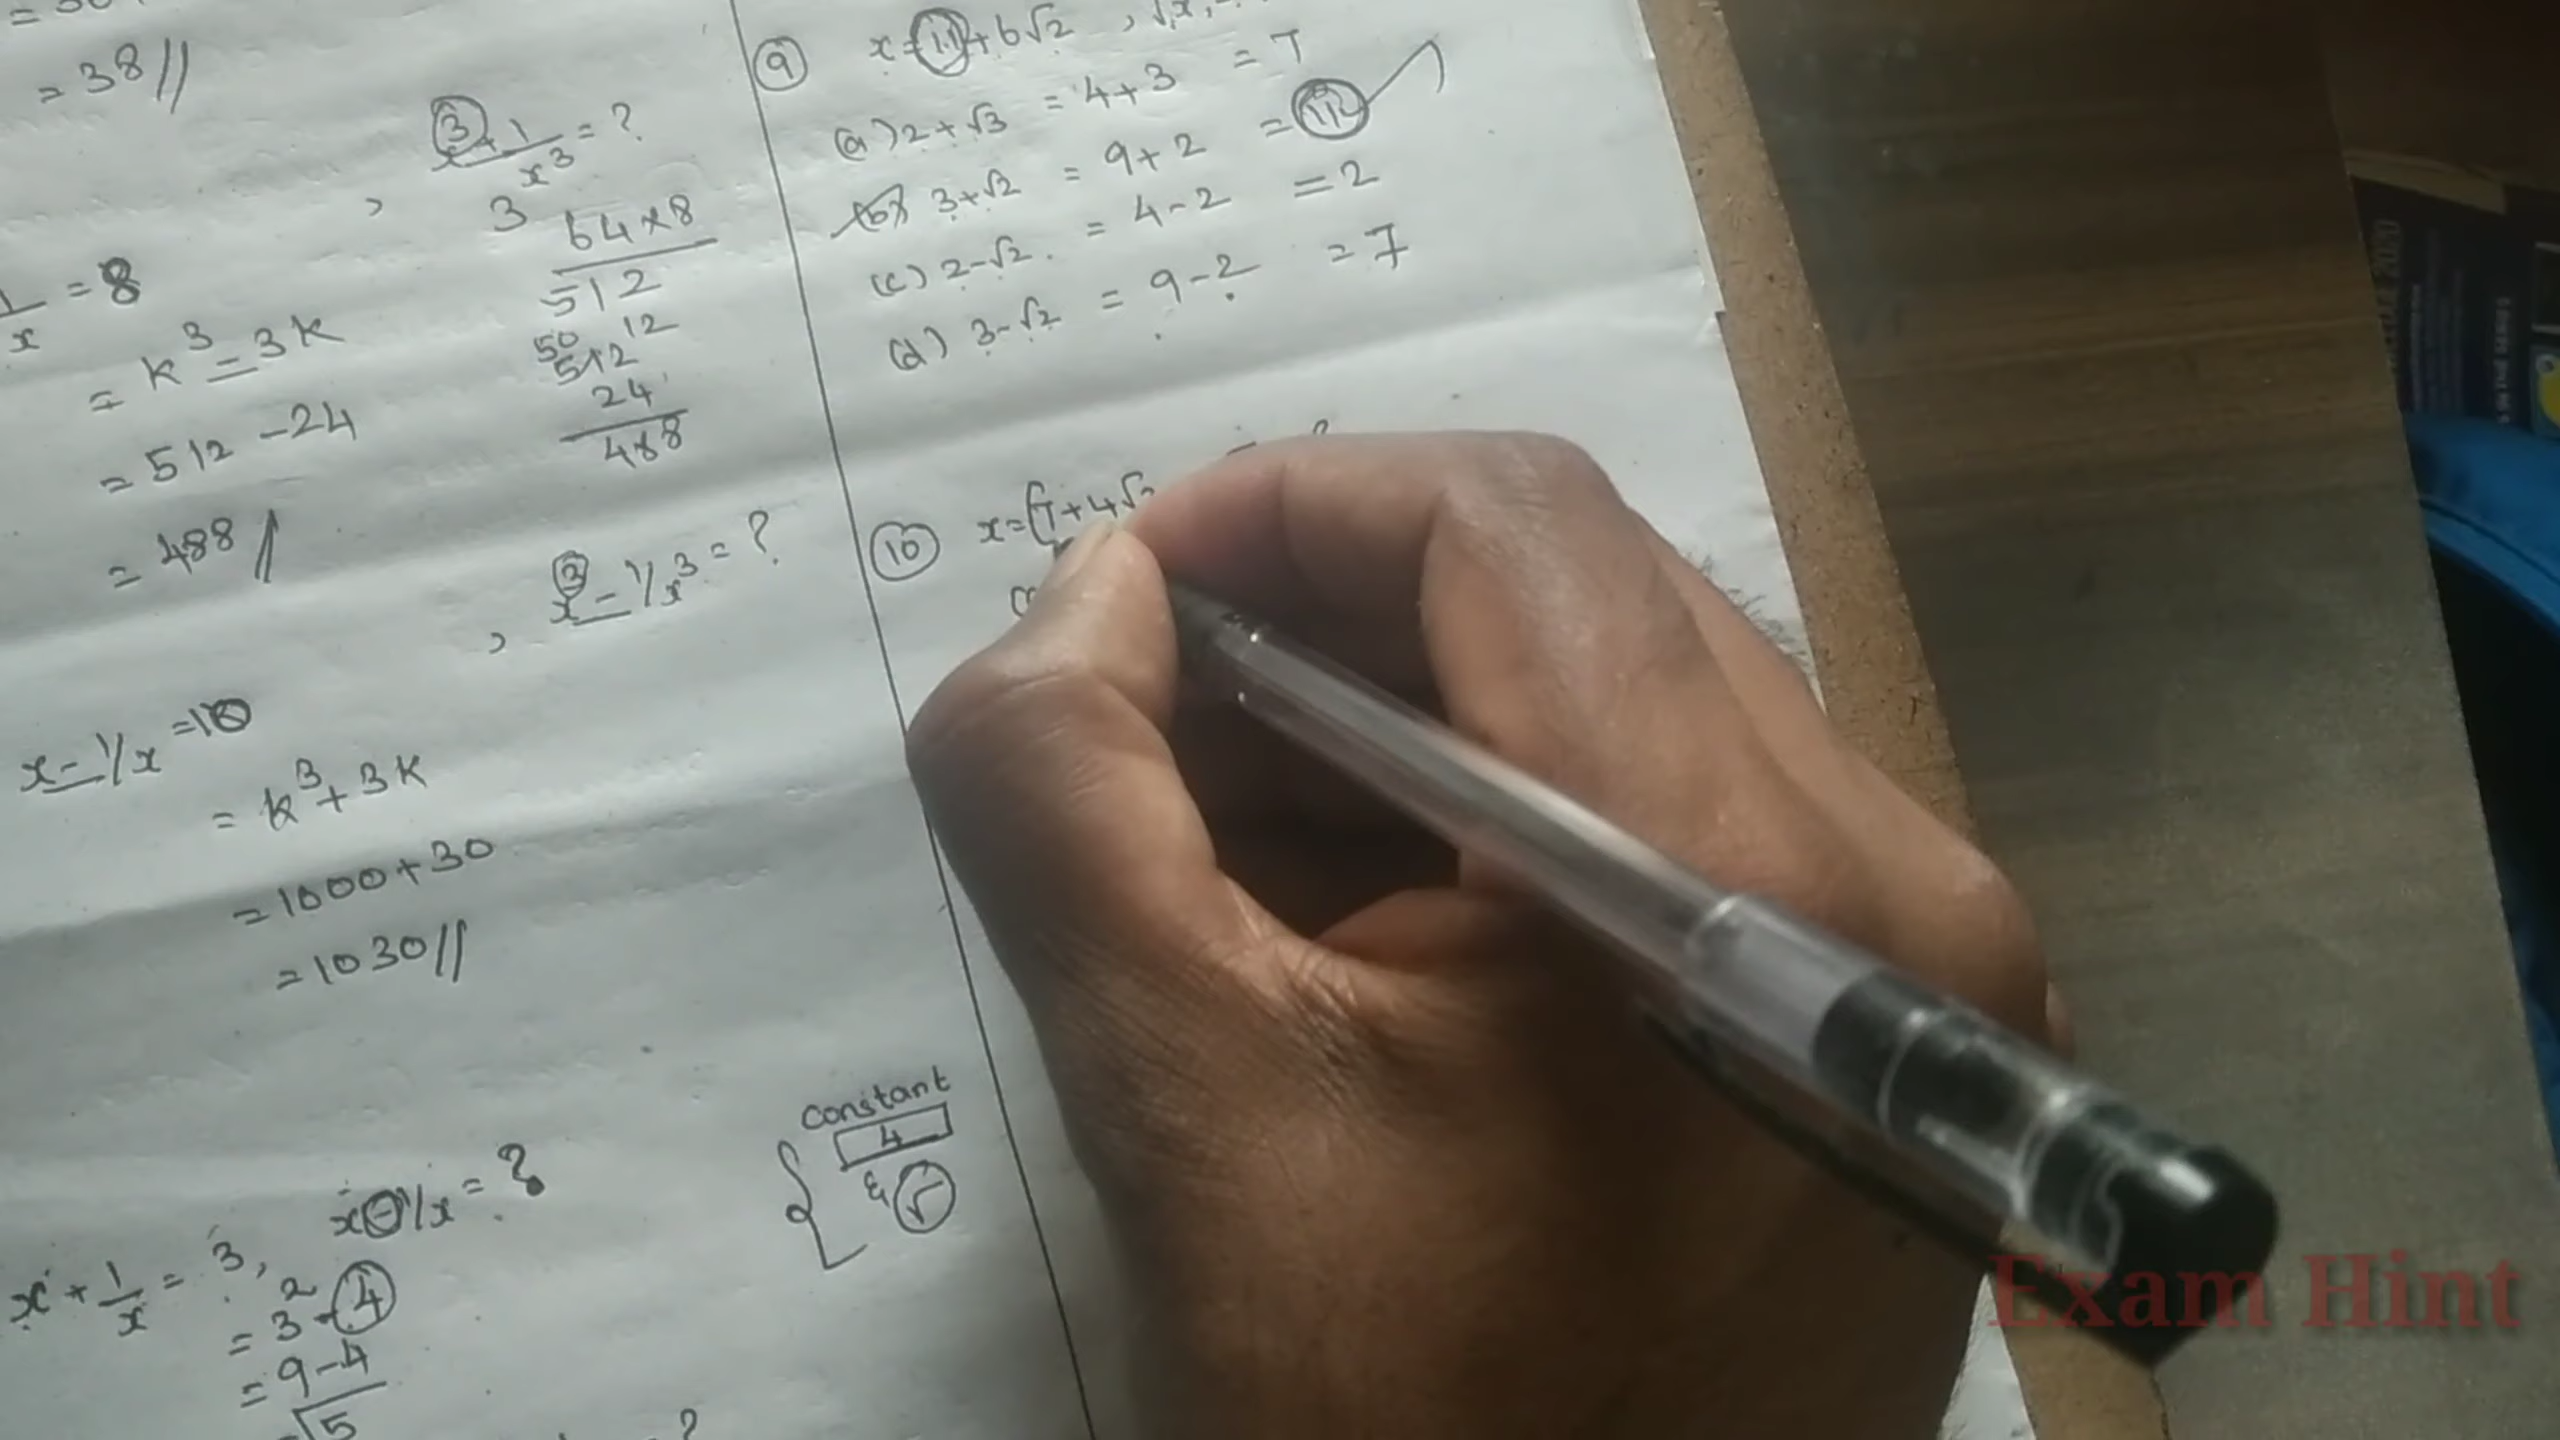 = 38//
x³ + 1/x³ = ?
3
64×8
512
1/x = 8
= k³ - 3k
50 12
512
24
488
= 512 - 24
= 488//
, x³ - 1/x³ = ?
x - 1/x = 10
= k³ + 3k
= 1000 + 30
= 1030//
Constant
4
& √
x + 1/x = 3, x - 1/x = ?
= 3² - 4
= 9 - 4
√5
?
(9) x = 11 + 6√2 , √x
(a) 2 + √3 = 4 + 3 = 7
(b) 3 + √2 = 9 + 2 = 11
(c) 2 - √2 = 4 - 2 = 2
(d) 3 - √2 = 9 - 2 = 7
(10) x = (7 + 4√
Exam Hint